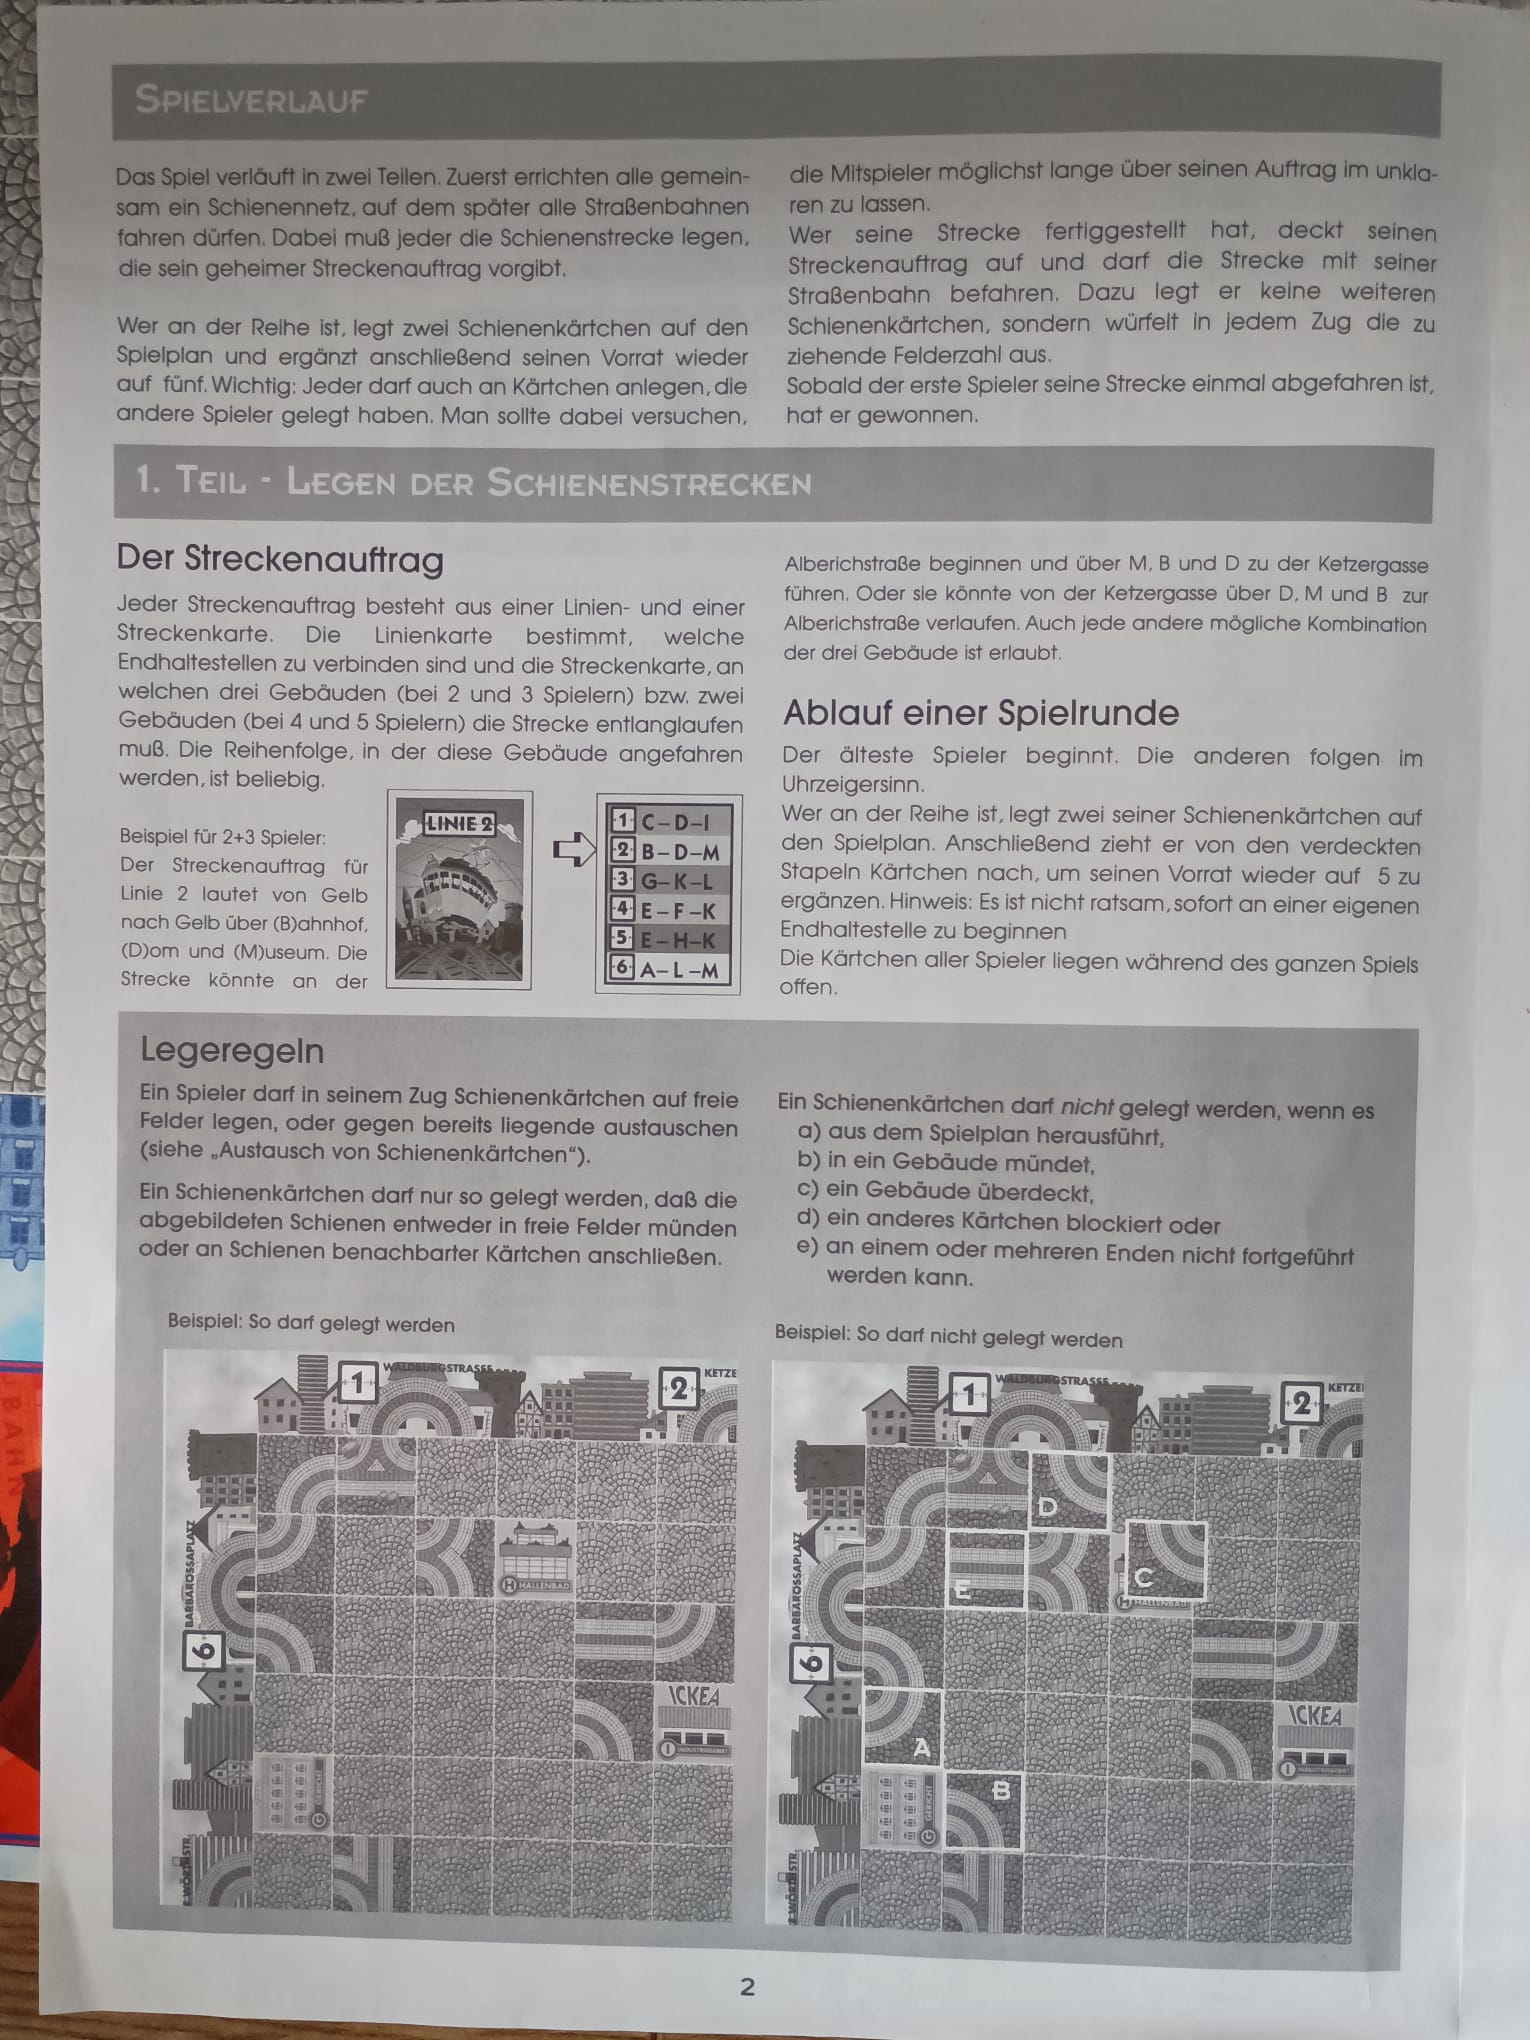 SPIELVERLAUF
Das Spiel verläuft in zwei Teilen. Zuerst errichten alle gemein-
sam ein Schienennetz, auf dem später alle Straßenbahnen
fahren dürfen. Dabei muß jeder die Schienenstrecke legen,
die sein geheimer Streckenauftrag vorgibt.
Wer an der Reihe ist, legt zwei Schienenkärtchen auf den
Spielplan und ergänzt anschließend seinen Vorrat wieder
auf fünf. Wichtig: Jeder darf auch an Kärtchen anlegen, die
andere Spieler gelegt haben. Man sollte dabei versuchen,
die Mitspieler möglichst lange über seinen Auftrag im unkla-
ren zu lassen.
Wer seine Strecke fertiggestellt hat, deckt seinen
Streckenauftrag auf und darf die Strecke mit seiner
Straßenbahn befahren. Dazu legt er keine weiteren
Schienenkärtchen, sondern würfelt in jedem Zug die zu
ziehende Felderzahl aus.
Sobald der erste Spieler seine Strecke einmal abgefahren ist,
hat er gewonnen.
1. TEIL - LEGEN DER SCHIENENSTRECKEN
Der Streckenauftrag
Jeder Streckenauftrag besteht aus einer Linien- und einer
Streckenkarte. Die Linienkarte bestimmt, welche
Endhaltestellen zu verbinden sind und die Streckenkarte, an
welchen drei Gebäuden (bei 2 und 3 Spielern) bzw. zwei
Gebäuden (bei 4 und 5 Spielern) die Strecke entlanglaufen
muß. Die Reihenfolge, in der diese Gebäude angefahren
werden, ist beliebig.
Beispiel für 2+3 Spieler:
Der Streckenauftrag für
Linie 2 lautet von Gelb
nach Gelb über (B)ahnhof,
(D)om und (M)useum. Die
Strecke könnte an der
LINIE 2
1 C-D-I
2 B-D-M
3 G-K-L
4 E-F-K
5 E-H-K
6 A-L-M
Alberichstraße beginnen und über M, B und D zu der Ketzergasse
führen. Oder sie könnte von der Ketzergasse über D, M und B zur
Alberichstraße verlaufen. Auch jede andere mögliche Kombination
der drei Gebäude ist erlaubt.
Ablauf einer Spielrunde
Der älteste Spieler beginnt. Die anderen folgen im
Uhrzeigersinn.
Wer an der Reihe ist, legt zwei seiner Schienenkärtchen auf
den Spielplan. Anschließend zieht er von den verdeckten
Stapeln Kärtchen nach, um seinen Vorrat wieder auf 5 zu
ergänzen. Hinweis: Es ist nicht ratsam, sofort an einer eigenen
Endhaltestelle zu beginnen
Die Kärtchen aller Spieler liegen während des ganzen Spiels
offen.
Legeregeln
Ein Spieler darf in seinem Zug Schienenkärtchen auf freie
Felder legen, oder gegen bereits liegende austauschen
(siehe „Austausch von Schienenkärtchen“).
Ein Schienenkärtchen darf nur so gelegt werden, daß die
abgebildeten Schienen entweder in freie Felder münden
oder an Schienen benachbarter Kärtchen anschließen.
Ein Schienenkärtchen darf nicht gelegt werden, wenn es
a) aus dem Spielplan herausführt,
b) in ein Gebäude mündet,
c) ein Gebäude überdeckt,
d) ein anderes Kärtchen blockiert oder
e) an einem oder mehreren Enden nicht fortgeführt
werden kann.
Beispiel: So darf gelegt werden
1 WALDBURGSTRASSE
2 KETZE
BARBAROSSAPLATZ
H HALLENBAD
6
ICKEA
I INDUSTRIEGEBIET
G GERICHT
WÖRTHSTR.
Beispiel: So darf nicht gelegt werden
1 WALDBURGSTRASSE
2 KETZE
D
BARBAROSSAPLATZ
E
C
H HALLENBAD
6
ICKEA
I INDUSTRIEGEBIET
A
B
G GERICHT
WÖRTHSTR.
2
BAHN